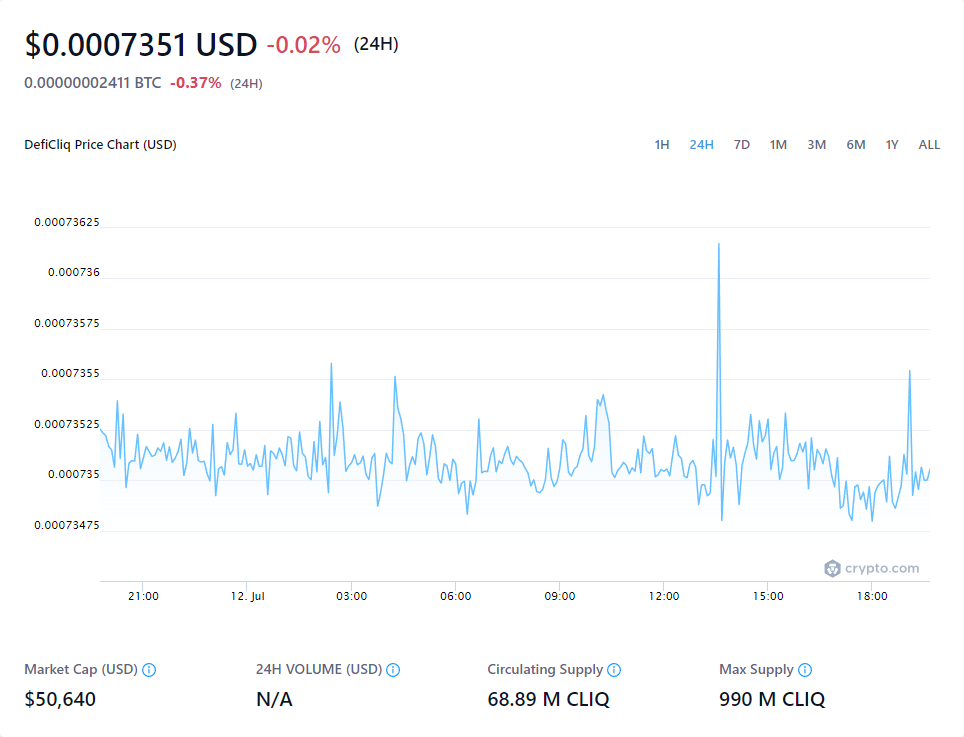 $0.0007351 USD -0.02% (24H)
0.00000002411 BTC -0.37% (24H)
DefiCliq Price Chart (USD)
1H 24H 7D 1M 3M 6M 1Y ALL
0.00073625
0.000736
0.00073575
0.0007355
0.00073525
0.000735
0.00073475
crypto.com
21:00 12. Jul 03:00 06:00 09:00 12:00 15:00 18:00
Market Cap (USD) 24H VOLUME (USD) Circulating Supply Max Supply
$50,640 N/A 68.89 M CLIQ 990 M CLIQ